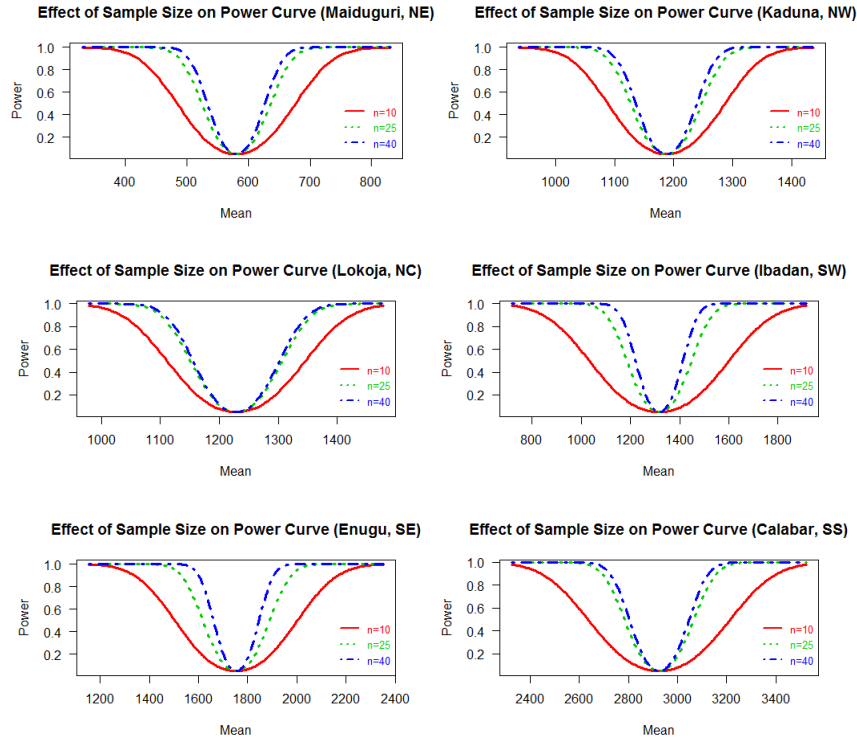 Effect of Sample Size on Power Curve (Maiduguri, NE)
Power
1.0
0.8
0.6
0.4
0.2
n=10
n=25
n=40
400 500 600 700 800
Mean
Effect of Sample Size on Power Curve (Kaduna, NW)
Power
1.0
0.8
0.6
0.4
0.2
n=10
n=25
n=40
1000 1100 1200 1300 1400
Mean
Effect of Sample Size on Power Curve (Lokoja, NC)
Power
1.0
0.8
0.6
0.4
0.2
n=10
n=25
n=40
1000 1100 1200 1300 1400
Mean
Effect of Sample Size on Power Curve (Ibadan, SW)
Power
1.0
0.8
0.6
0.4
0.2
n=10
n=25
n=40
800 1000 1200 1400 1600 1800
Mean
Effect of Sample Size on Power Curve (Enugu, SE)
Power
1.0
0.8
0.6
0.4
0.2
n=10
n=25
n=40
1200 1400 1600 1800 2000 2200 2400
Mean
Effect of Sample Size on Power Curve (Calabar, SS)
Power
1.0
0.8
0.6
0.4
0.2
n=10
n=25
n=40
2400 2600 2800 3000 3200 3400
Mean